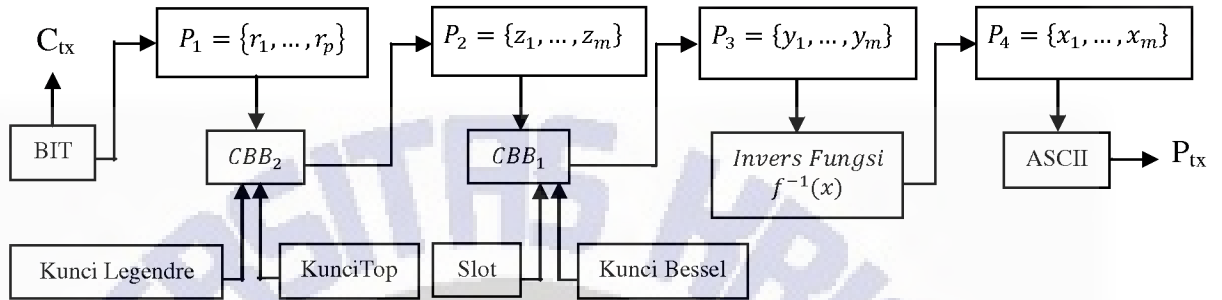 C_tx
P_1 = {r_1, … , r_p}
P_2 = {z_1, … , z_m}
P_3 = {y_1, … , y_m}
P_4 = {x_1, … , x_m}
BIT
CBB_2
CBB_1
Invers Fungsi
f^{-1}(x)
ASCII
P_tx
Kunci Legendre
KunciTop
Slot
Kunci Bessel